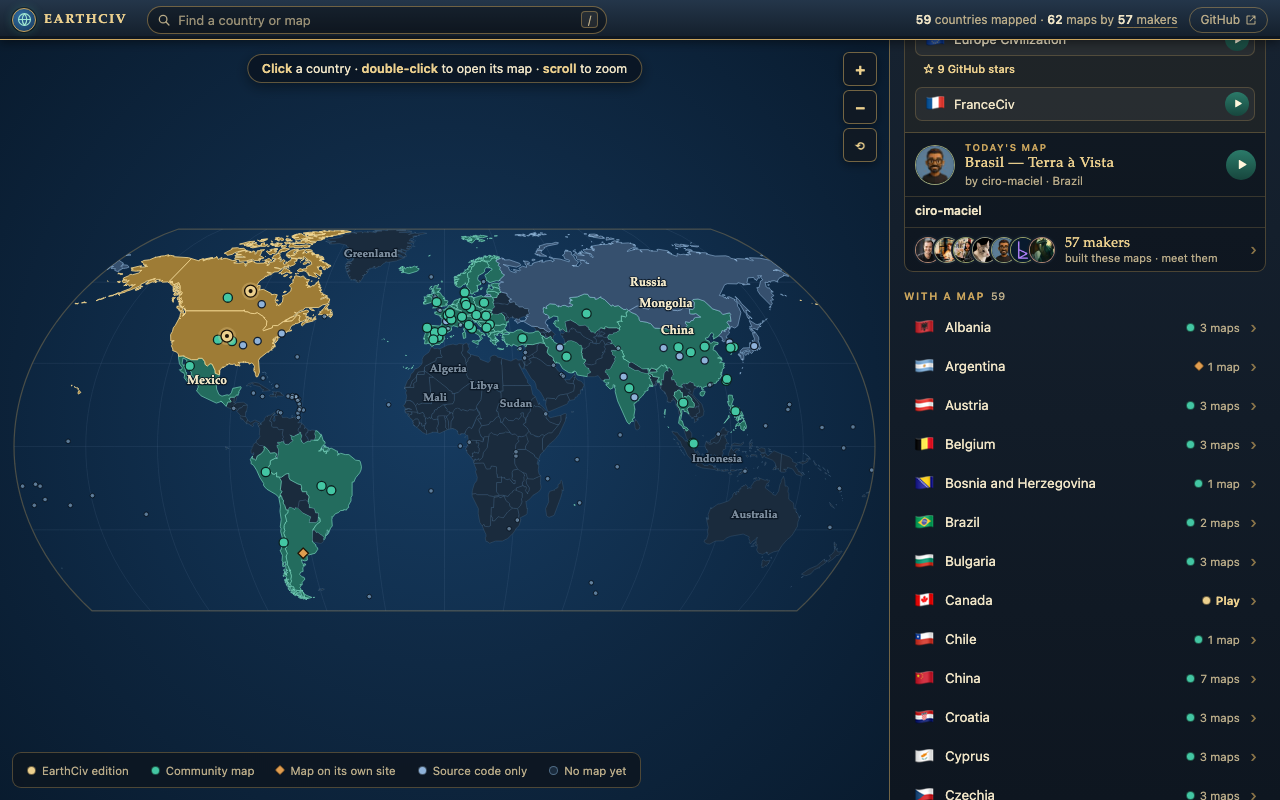 EARTHCIV
Find a country or map
/
59 countries mapped · 62 maps by 57 makers
GitHub
Click a country · double-click to open its map · scroll to zoom
+
−
Greenland
Russia
Mongolia
China
Mexico
Algeria
Libya
Mali
Sudan
Indonesia
Australia
EarthCiv edition
Community map
Map on its own site
Source code only
No map yet
Europe Civilization
9 GitHub stars
FranceCiv
TODAY'S MAP
Brasil — Terra à Vista
by ciro-maciel · Brazil
ciro-maciel
57 makers
built these maps · meet them
WITH A MAP 59
Albania 3 maps
Argentina 1 map
Austria 3 maps
Belgium 3 maps
Bosnia and Herzegovina 1 map
Brazil 2 maps
Bulgaria 3 maps
Canada Play
Chile 1 map
China 7 maps
Croatia 3 maps
Cyprus 3 maps
Czechia 3 maps